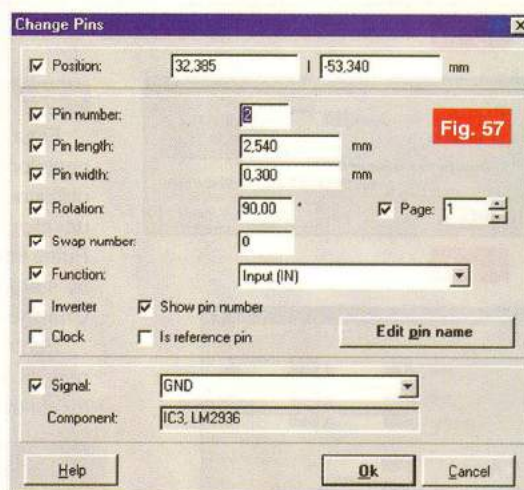 Change Pins
Position: 32,385 | -53,340 mm
Pin number: 2
Fig. 57
Pin length: 2,540 mm
Pin width: 0,300 mm
Rotation: 90,00 ° Page: 1
Swap number: 0
Function: Input (IN)
Inverter Show pin number
Clock Is reference pin Edit pin name
Signal: GND
Component: IC3, LM2936
Help Ok Cancel